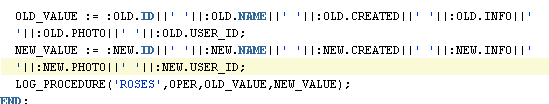 OLD_VALUE := :OLD.ID||' '||:OLD.NAME||' '||:OLD.CREATED||' '||:OLD.INFO||'
'||:OLD.PHOTO||' '||:OLD.USER_ID;
NEW_VALUE := :NEW.ID||' '||:NEW.NAME||' '||:NEW.CREATED||' '||:NEW.INFO||'
'||:NEW.PHOTO||' '||:NEW.USER_ID;
LOG_PROCEDURE('ROSES',OPER,OLD_VALUE,NEW_VALUE);
END;